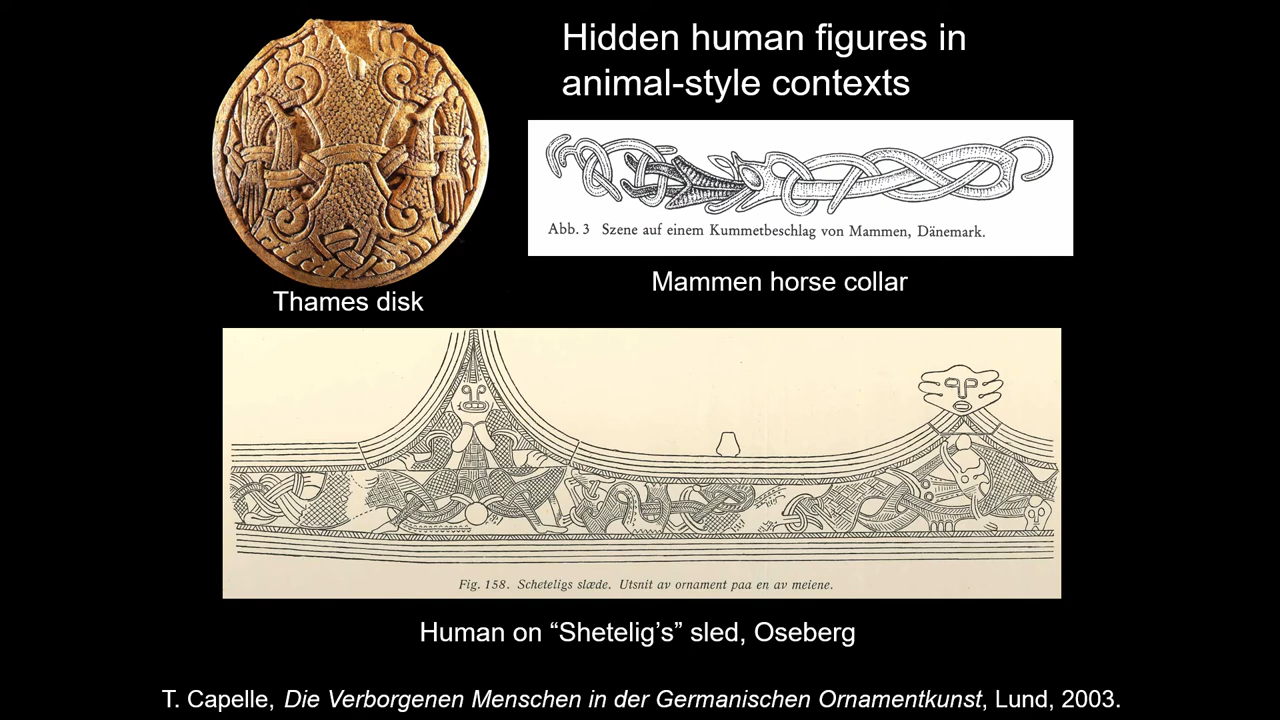 Hidden human figures in
animal-style contexts
Abb. 3 Szene auf einem Kummetbeschlag von Mammen, Dänemark.
Mammen horse collar
Thames disk
Fig. 158. Scheteligs slæde. Utsnit av ornament paa en av meiene.
Human on “Shetelig’s” sled, Oseberg
T. Capelle, Die Verborgenen Menschen in der Germanischen Ornamentkunst, Lund, 2003.